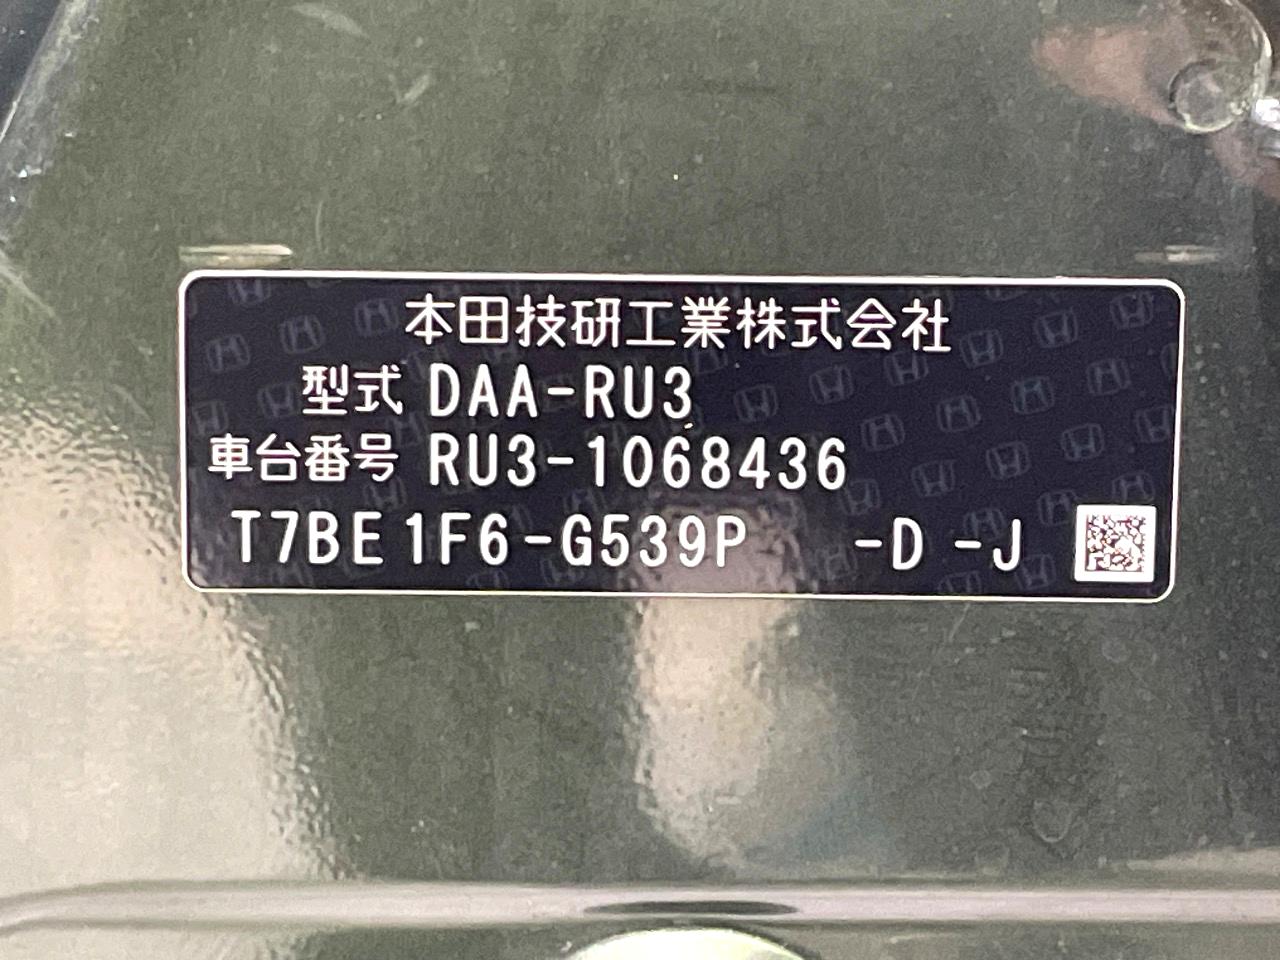 本田技研工業株式会社
型式 DAA-RU3
車台番号 RU3-1068436
T7BE 1F6-G539P -D -J